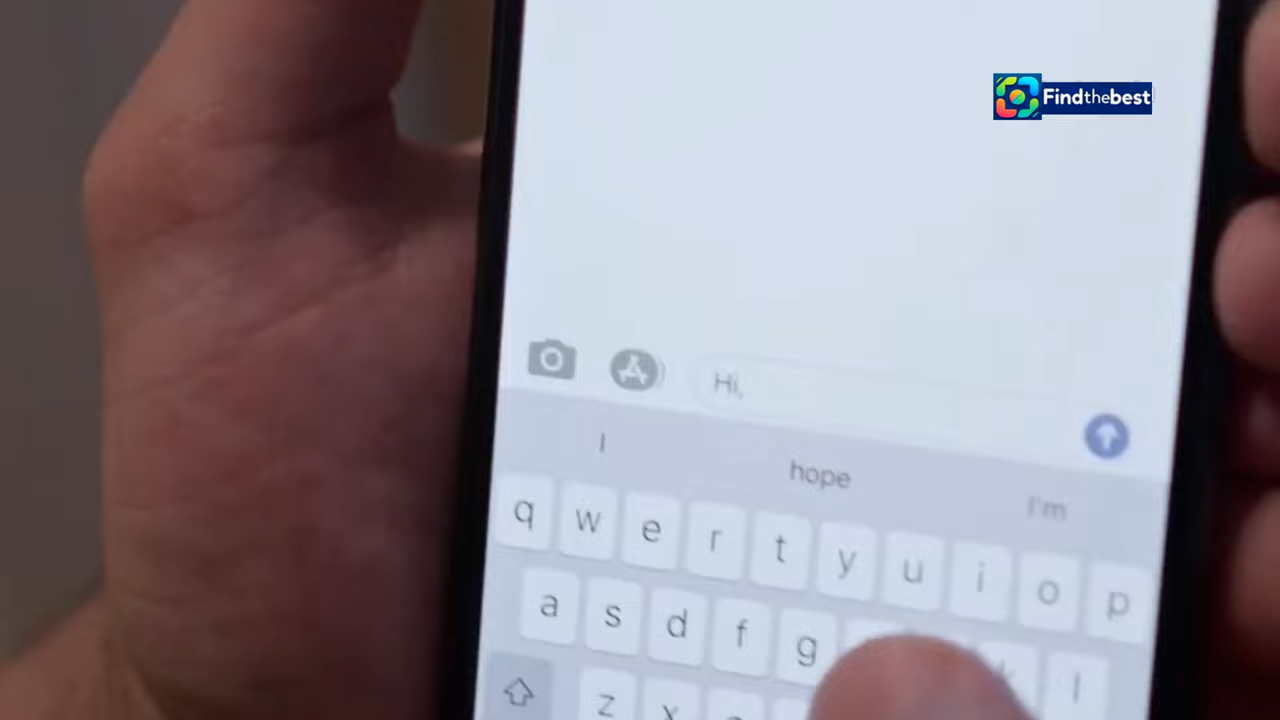 Findthebest
Hi,
I hope I'm
q w e r t y u i o p
a s d f g k l
z x